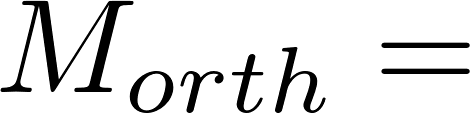 M_{orth} =